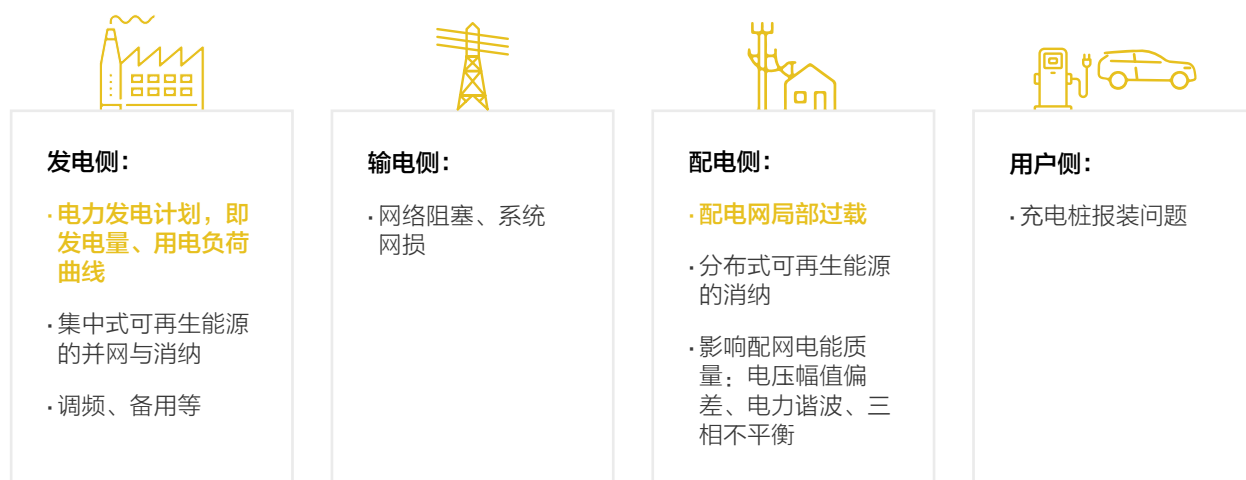 发电侧：
·电力发电计划，即
发电量、用电负荷
曲线
·集中式可再生能源
的并网与消纳
·调频、备用等
输电侧：
·网络阻塞、系统
网损
配电侧：
·配电网局部过载
·分布式可再生能源
的消纳
·影响配网电能质
量：电压幅值偏
差、电力谐波、三
相不平衡
用户侧：
·充电桩报装问题